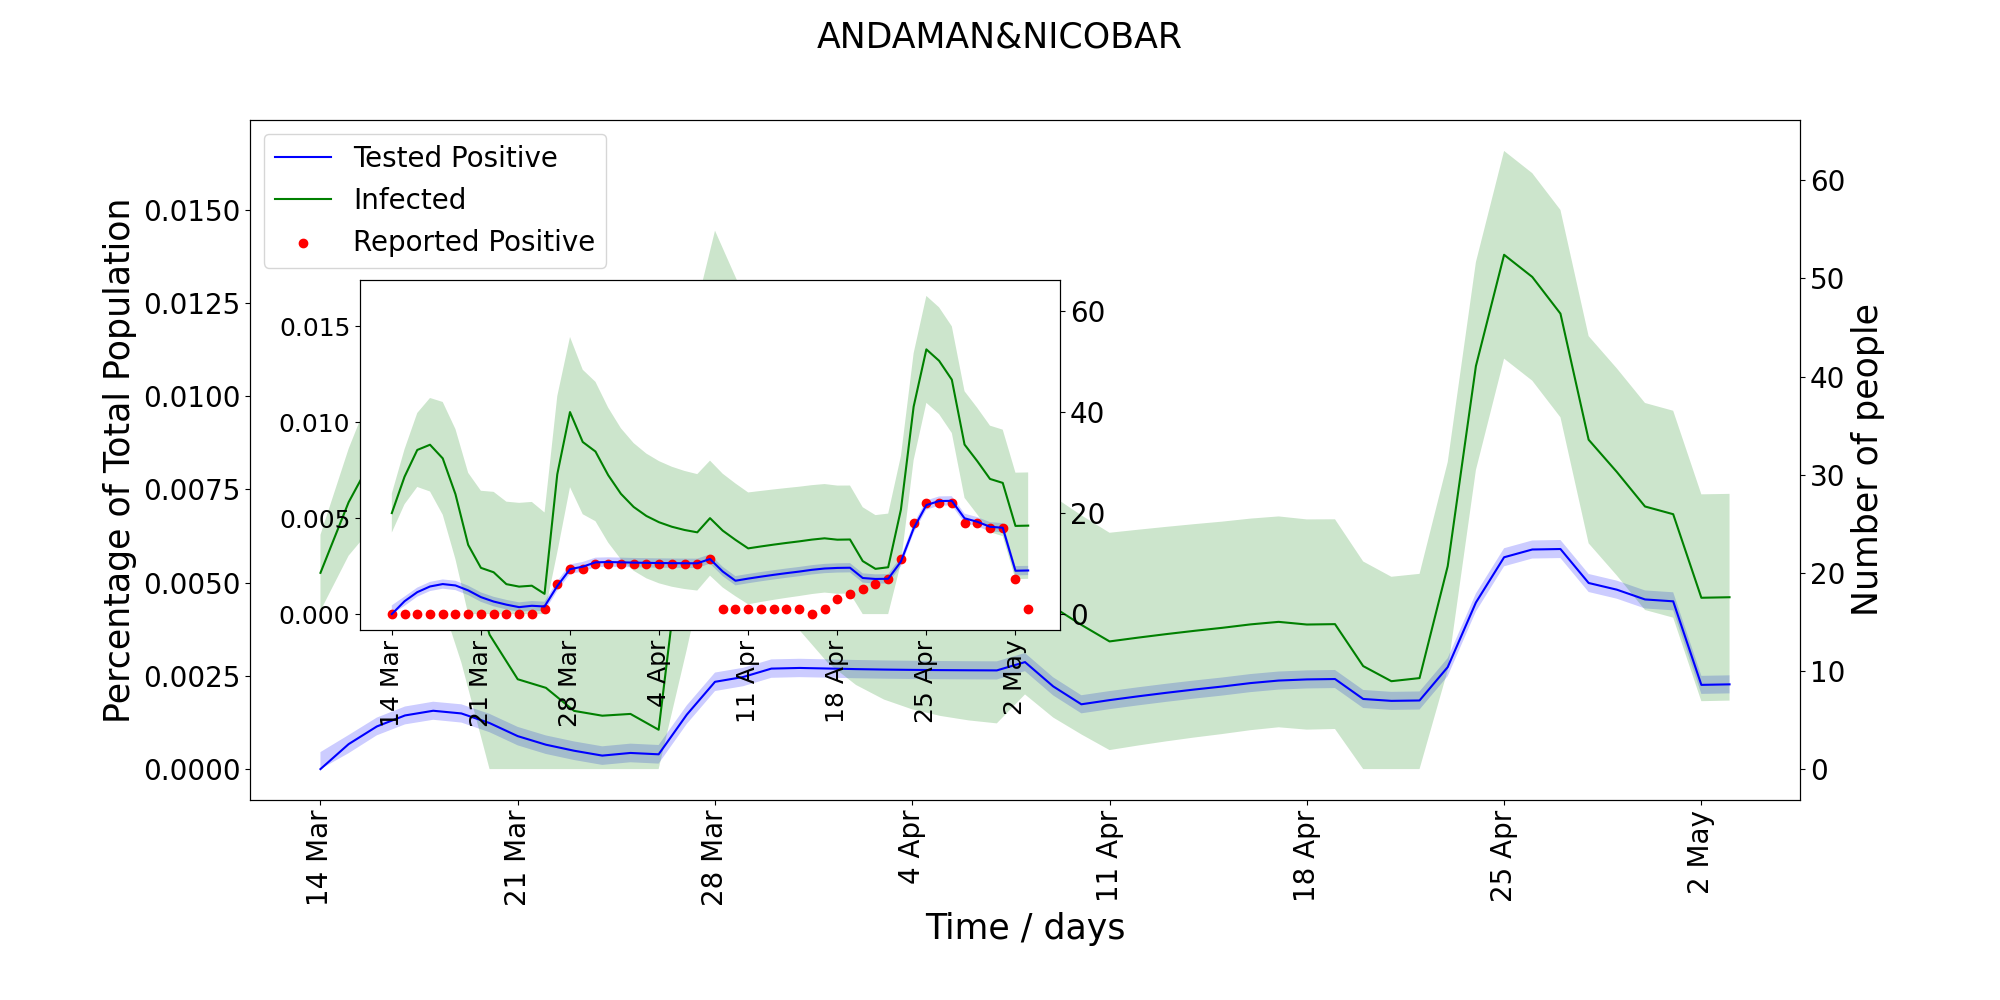 ANDAMAN&NICOBAR
Tested Positive
Infected
Reported Positive
Percentage of Total Population
0.0150
0.0125
0.0100
0.0075
0.0050
0.0025
0.0000
0.015
0.010
0.005
0.000
60
40
20
0
14 Mar
21 Mar
28 Mar
4 Apr
11 Apr
18 Apr
25 Apr
2 May
60
50
40
30
20
10
0
Number of people
14 Mar
21 Mar
28 Mar
4 Apr
11 Apr
18 Apr
25 Apr
2 May
Time / days